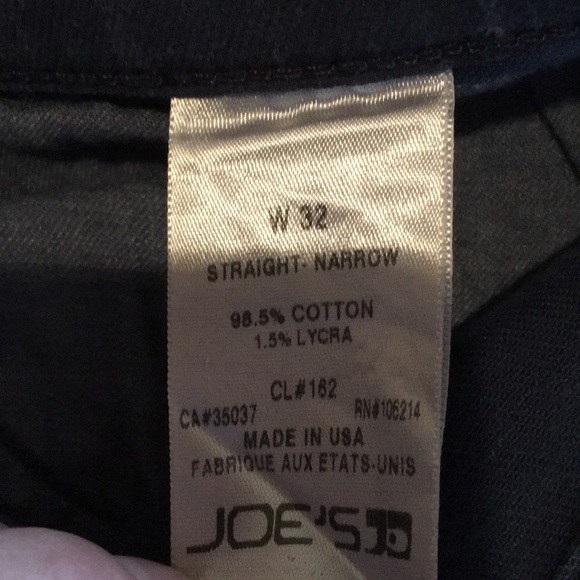 W 32
STRAIGHT- NARROW
98.5% COTTON
1.5% LYCRA
CL#162
CA#35037 RN#106214
MADE IN USA
FABRIQUE AUX ETATS-UNIS
JOE'S